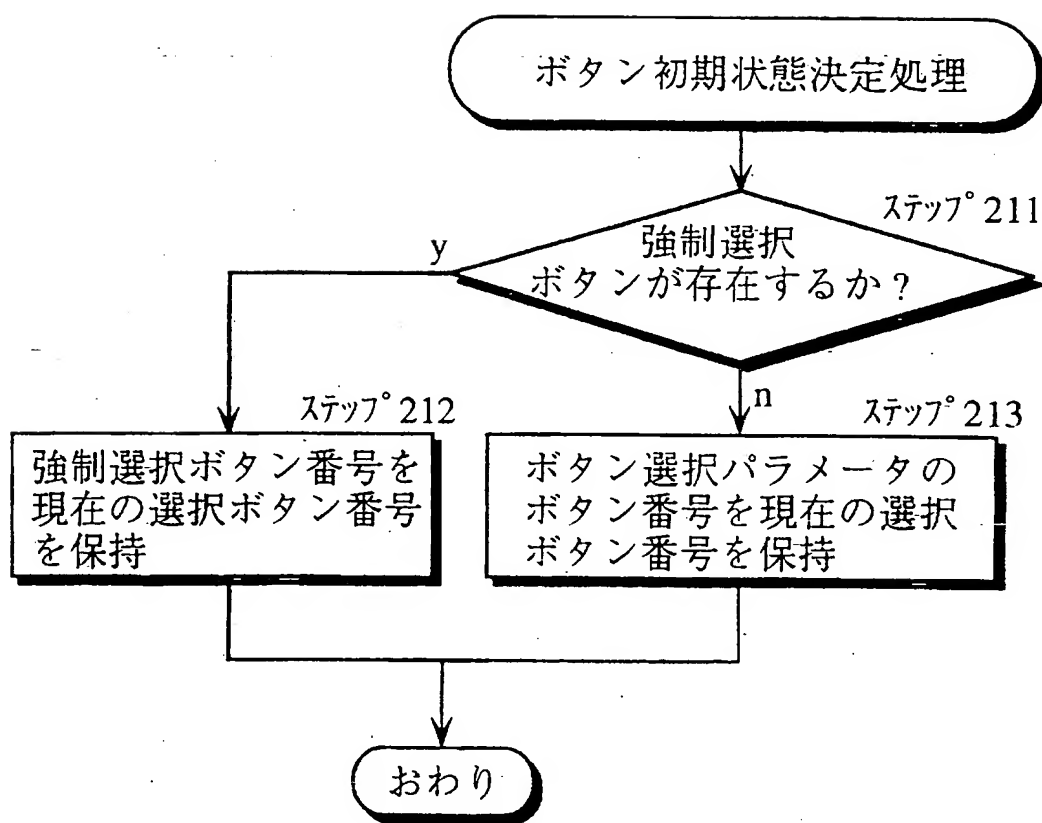 ボタン初期状態決定処理
ステップ211
強制選択
ボタンが存在するか?
y
n
ステップ212
強制選択ボタン番号を
現在の選択ボタン番号
を保持
ステップ213
ボタン選択パラメータの
ボタン番号を現在の選択
ボタン番号を保持
おわり